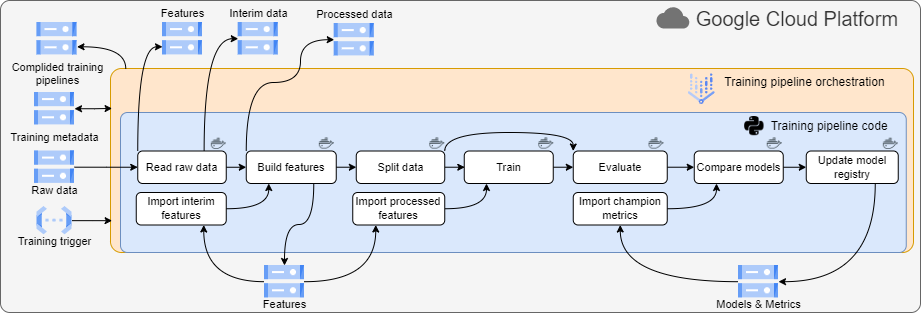 Features
Interim data
Processed data
Google Cloud Platform
Complided training
pipelines
Training pipeline orchestration
Training metadata
Training pipeline code
Raw data
Read raw data
Build features
Split data
Train
Evaluate
Compare models
Update model
registry
Import interim
features
Import processed
features
Import champion
metrics
Training trigger
Features
Models & Metrics